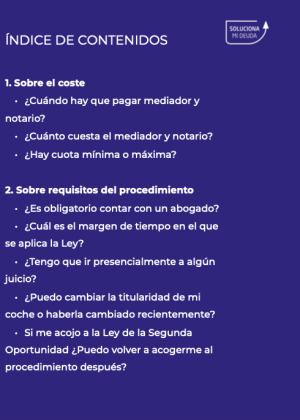 SOLUCIONA
MI DEUDA
ÍNDICE DE CONTENIDOS
1. Sobre el coste
• ¿Cuándo hay que pagar mediador y
notario?
• ¿Cuánto cuesta el mediador y notario?
• ¿Hay cuota mínima o máxima?
2. Sobre requisitos del procedimiento
• ¿Es obligatorio contar con un abogado?
• ¿Cuál es el margen de tiempo en el que
se aplica la Ley?
• ¿Tengo que ir presencialmente a algún
juicio?
• ¿Puedo cambiar la titularidad de mi
coche o haberla cambiado recientemente?
• Si me acojo a la Ley de la Segunda
Oportunidad ¿Puedo volver a acogerme al
procedimiento después?